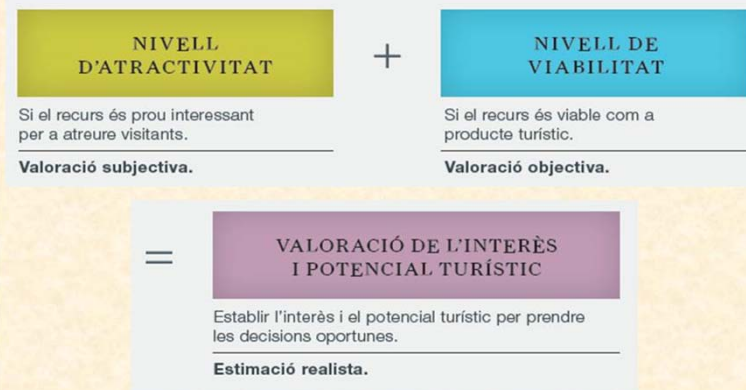 NIVELL
D'ATRACTIVITAT
+
NIVELL DE
VIABILITAT
Si el recurs és prou interessant
per a atreure visitants.
Valoració subjectiva.
Si el recurs és viable com a
producte turístic.
Valoració objectiva.
=
VALORACIÓ DE L'INTERÈS
I POTENCIAL TURÍSTIC
Establir l'interès i el potencial turístic per prendre
les decisions oportunes.
Estimació realista.